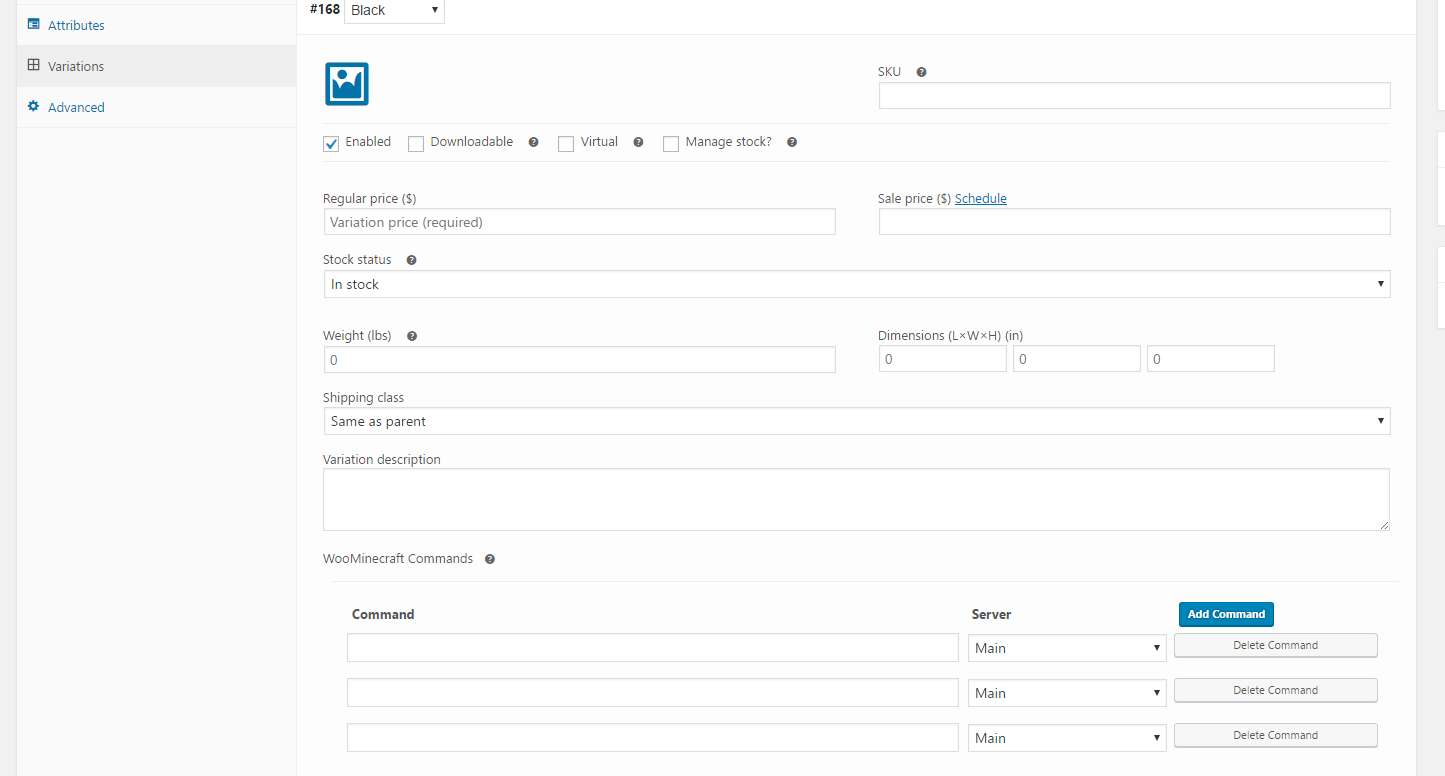 Attributes
Variations
Advanced
#168 Black
SKU
Enabled Downloadable Virtual Manage stock?
Regular price ($) Sale price ($) Schedule
Variation price (required)
Stock status
In stock
Weight (lbs) Dimensions (L×W×H) (in)
0 0 0 0
Shipping class
Same as parent
Variation description
WooMinecraft Commands
Command Server Add Command
Main Delete Command
Main Delete Command
Main Delete Command